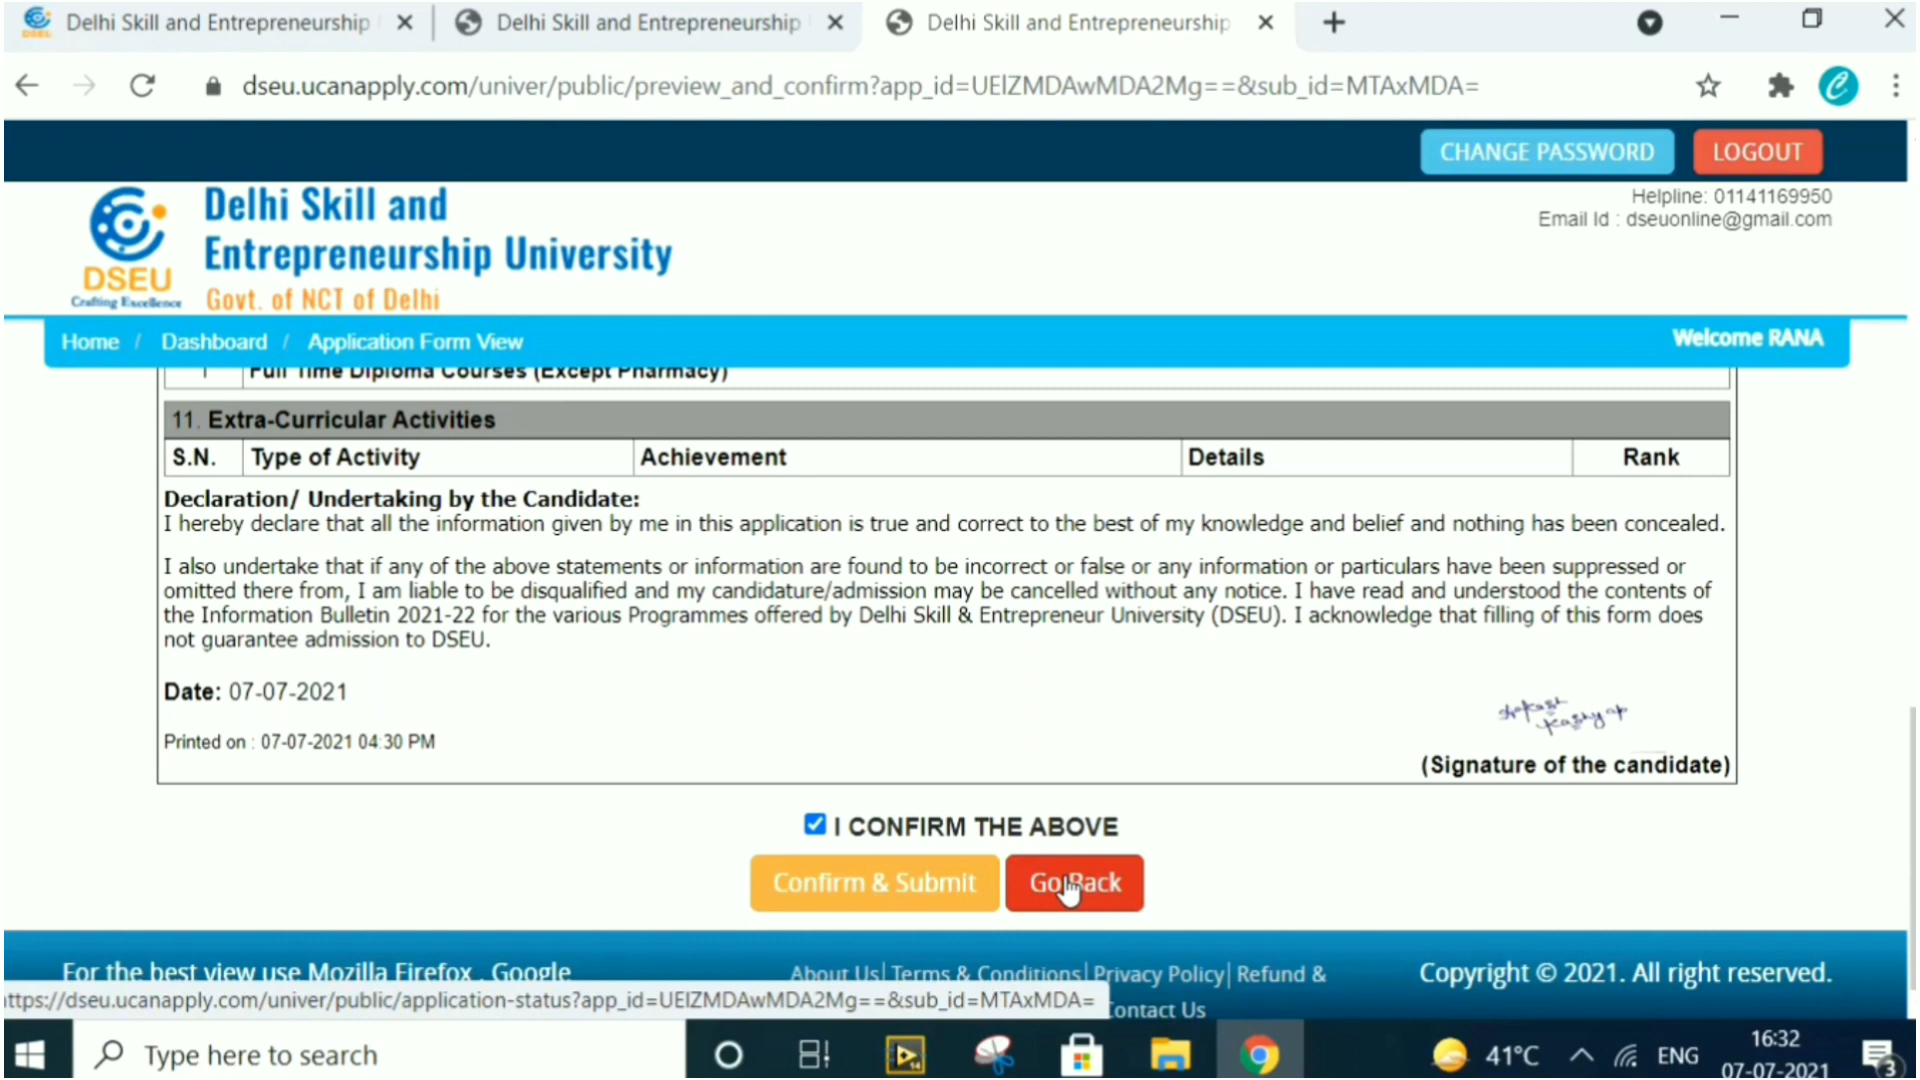 Delhi Skill and Entrepreneurship
Delhi Skill and Entrepreneurship
Delhi Skill and Entrepreneurship
dseu.ucanapply.com/univer/public/preview_and_confirm?app_id=UElZMDAwMDA2Mg==&sub_id=MTAxMDA=
CHANGE PASSWORD
LOGOUT
Helpline: 01141169950
Email Id : dseuonline@gmail.com
DSEU
Crafting Excellence
Delhi Skill and
Entrepreneurship University
Govt. of NCT of Delhi
Home / Dashboard / Application Form View
Welcome RANA
1 Full Time Diploma Courses (Except Pharmacy)
11. Extra-Curricular Activities
S.N. Type of Activity Achievement Details Rank
Declaration/ Undertaking by the Candidate:
I hereby declare that all the information given by me in this application is true and correct to the best of my knowledge and belief and nothing has been concealed.
I also undertake that if any of the above statements or information are found to be incorrect or false or any information or particulars have been suppressed or
omitted there from, I am liable to be disqualified and my candidature/admission may be cancelled without any notice. I have read and understood the contents of
the Information Bulletin 2021-22 for the various Programmes offered by Delhi Skill & Entrepreneur University (DSEU). I acknowledge that filling of this form does
not guarantee admission to DSEU.
Date: 07-07-2021
Printed on : 07-07-2021 04:30 PM
Kashyap
(Signature of the candidate)
I CONFIRM THE ABOVE
Confirm & Submit
Go Back
For the best view use Mozilla Firefox , Google
About Us| Terms & Conditions| Privacy Policy| Refund &
Contact Us
Copyright © 2021. All right reserved.
ttps://dseu.ucanapply.com/univer/public/application-status?app_id=UElZMDAwMDA2Mg==&sub_id=MTAxMDA=
Type here to search
41°C
ENG
16:32
07-07-2021
3